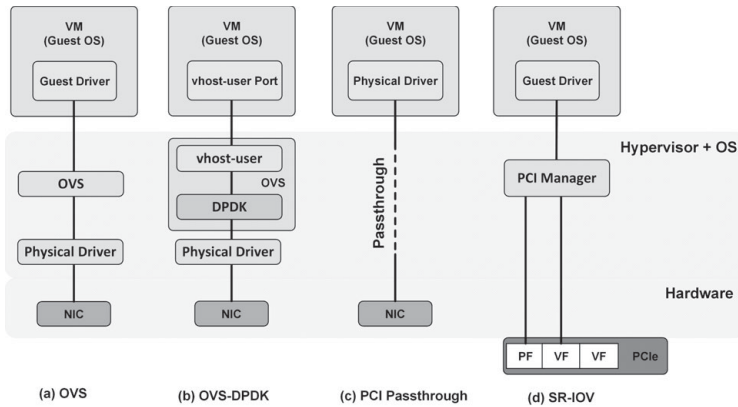 VM
(Guest OS)
Guest Driver
OVS
Physical Driver
NIC
(a) OVS
VM
(Guest OS)
vhost-user Port
vhost-user
OVS
DPDK
Physical Driver
NIC
(b) OVS-DPDK
VM
(Guest OS)
Physical Driver
Passthrough
NIC
(c) PCI Passthrough
VM
(Guest OS)
Guest Driver
PCI Manager
PF
VF
VF
PCIe
(d) SR-IOV
Hypervisor + OS
Hardware